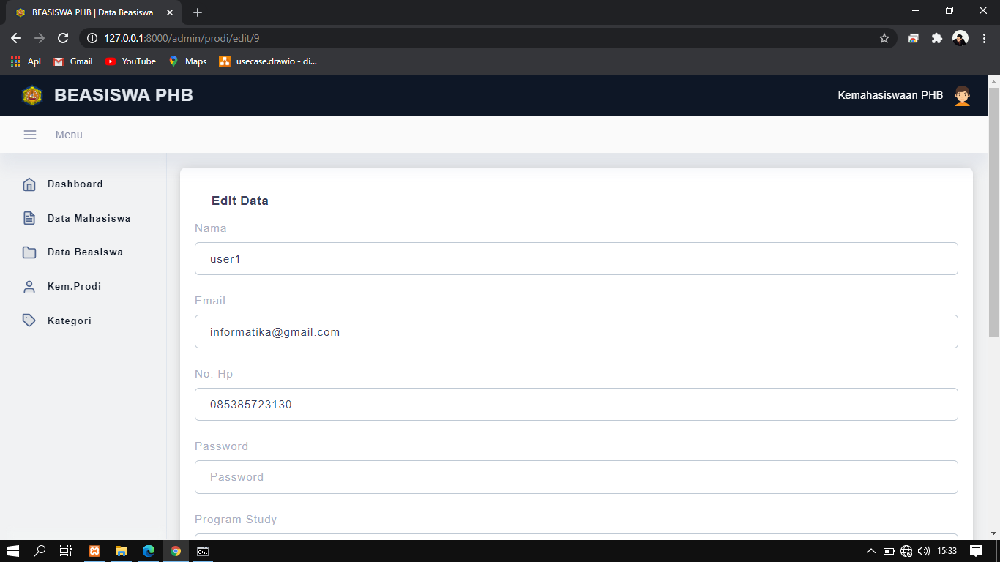 BEASISWA PHB | Data Beasiswa
127.0.0.1:8000/admin/prodi/edit/9
Apl
Gmail
YouTube
Maps
usecase.drawio - di...
BEASISWA PHB
Kemahasiswaan PHB
Menu
Dashboard
Data Mahasiswa
Data Beasiswa
Kem.Prodi
Kategori
Edit Data
Nama
user1
Email
informatika@gmail.com
No. Hp
085385723130
Password
Password
Program Study
15:33